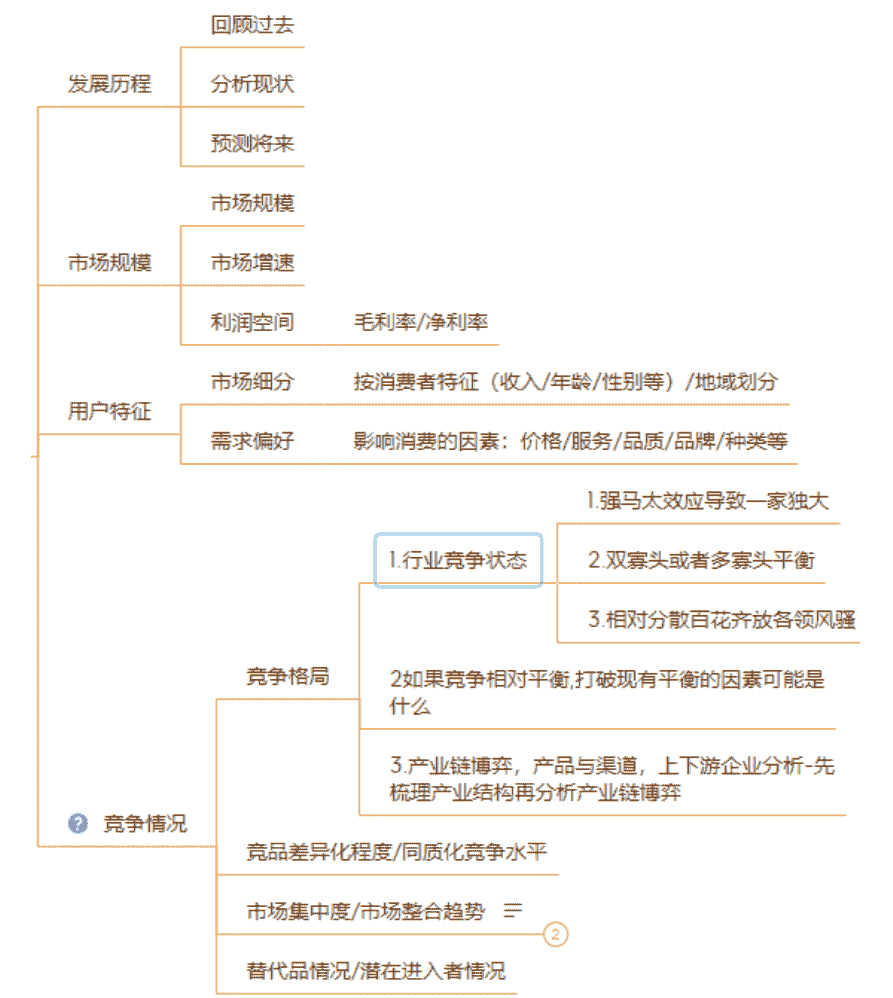 回顾过去
发展历程
分析现状
预测将来
市场规模
市场规模
市场增速
利润空间
毛利率/净利率
用户特征
市场细分
按消费者特征（收入/年龄/性别等）/地域划分
需求偏好
影响消费的因素：价格/服务/品质/品牌/种类等
竞争情况
竞争格局
1.行业竞争状态
1.强马太效应导致一家独大
2.双寡头或者多寡头平衡
3.相对分散百花齐放各领风骚
2如果竞争相对平衡,打破现有平衡的因素可能是
什么
3.产业链博弈，产品与渠道，上下游企业分析-先
梳理产业结构再分析产业链博弈
竞品差异化程度/同质化竞争水平
市场集中度/市场整合趋势
2
替代品情况/潜在进入者情况